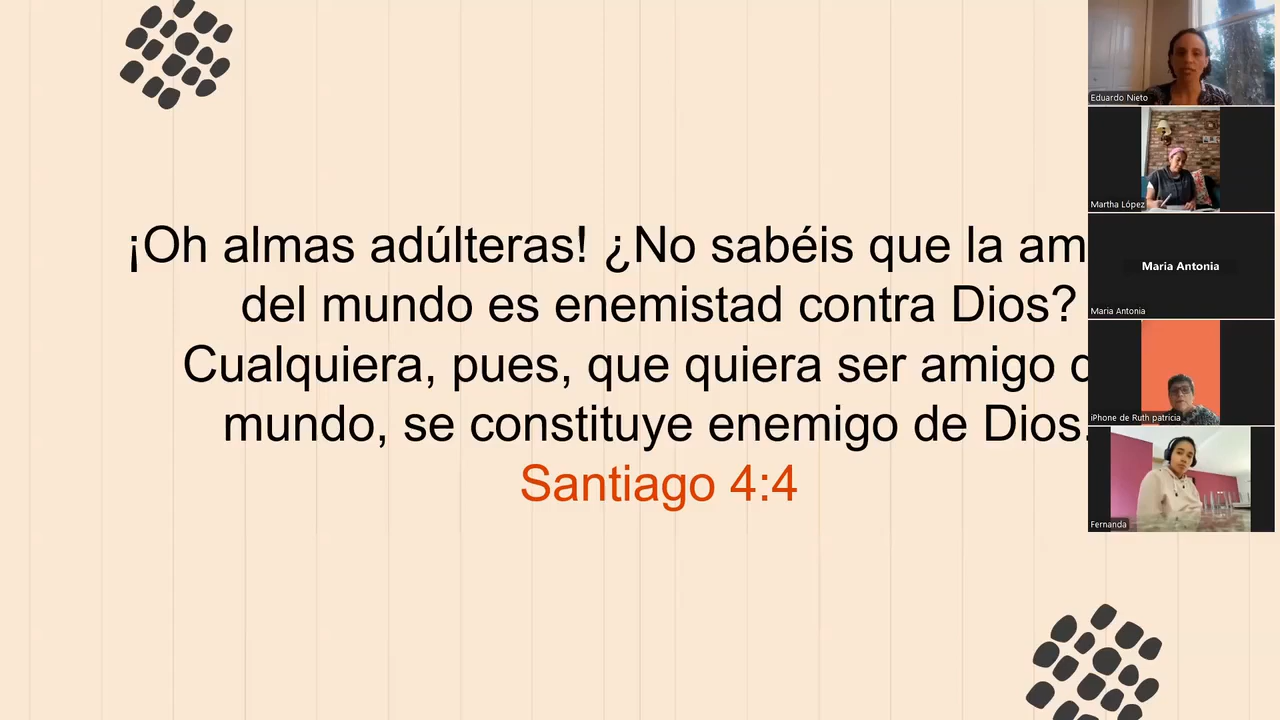 ¡Oh almas adúlteras! ¿No sabéis que la am
del mundo es enemistad contra Dios?
Cualquiera, pues, que quiera ser amigo
mundo, se constituye enemigo de Dios.
Santiago 4:4
Eduardo Nieto
Martha López
Maria Antonia
Maria Antonia
iPhone de Ruth patricia
Fernanda